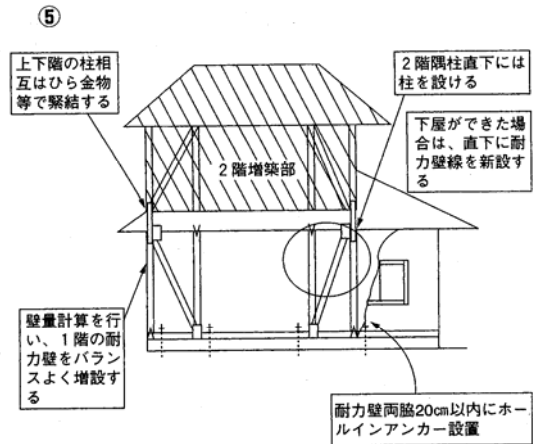 ⑤
上下階の柱相
互はひら金物
等で緊結する
2階隅柱直下には
柱を設ける
下屋ができた場
合は、直下に耐
力壁線を新設す
る
2階増築部
壁量計算を行
い、1階の耐
力壁をバラン
スよく増設す
る
耐力壁両脇20cm以内にホー
ルインアンカー設置